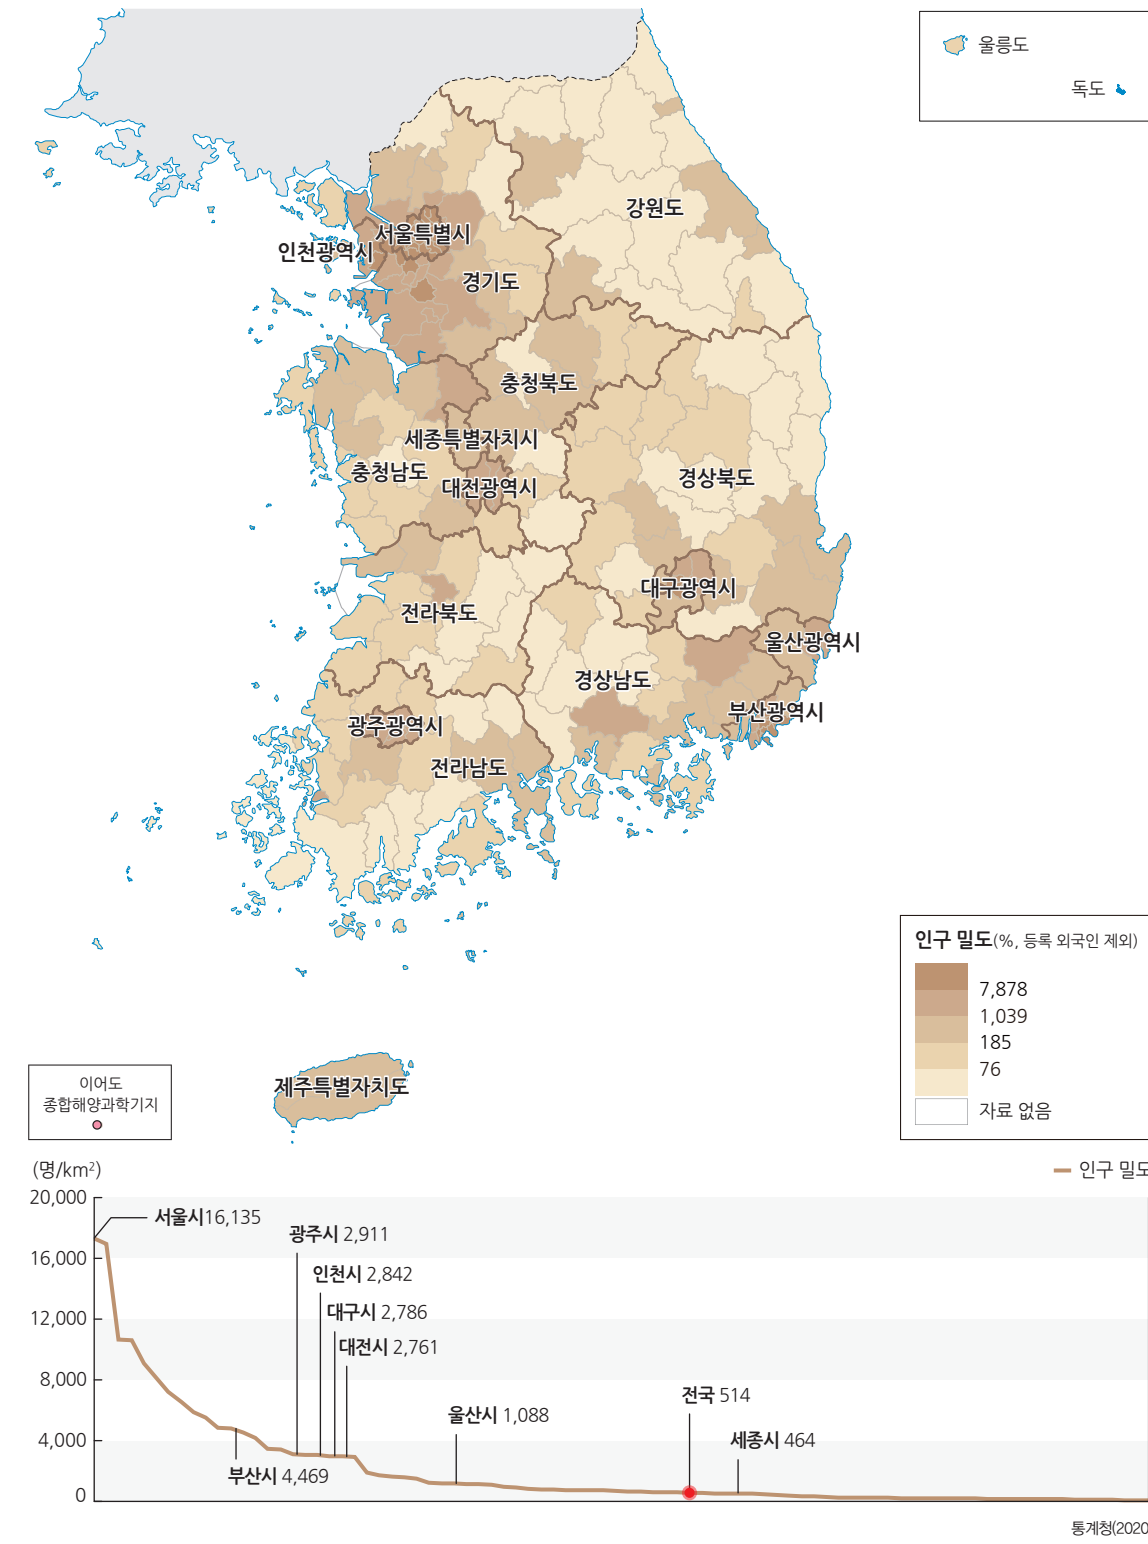 울릉도
독도
강원도
서울특별시
인천광역시
경기도
충청북도
세종특별자치시
충청남도
대전광역시
경상북도
대구광역시
전라북도
울산광역시
경상남도
부산광역시
광주광역시
전라남도
제주특별자치도
인구 밀도(%, 등록 외국인 제외)
7,878
1,039
185
76
자료 없음
이어도
종합해양과학기지
(명/km²)
인구 밀도
20,000
16,000
12,000
8,000
4,000
0
서울시16,135
광주시 2,911
인천시 2,842
대구시 2,786
대전시 2,761
전국 514
울산시 1,088
세종시 464
부산시 4,469
통계청(2020